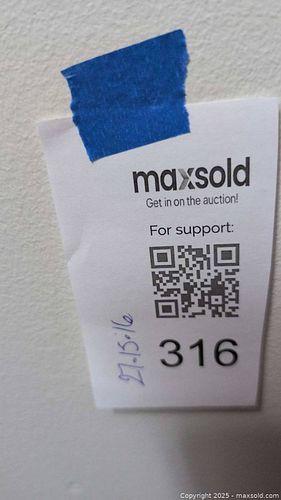 maxsold
Get in on the auction!
For support:
27-15-16
316
Copyright 2025 - maxsold.com